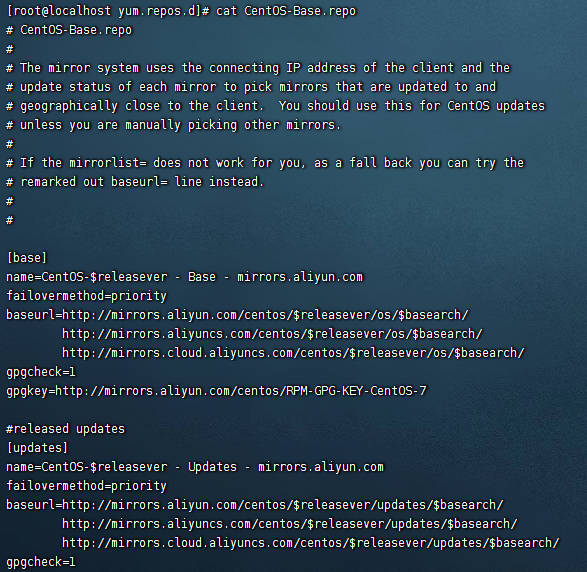 [root@localhost yum.repos.d]# cat CentOS-Base.repo
# CentOS-Base.repo
#
# The mirror system uses the connecting IP address of the client and the
# update status of each mirror to pick mirrors that are updated to and
# geographically close to the client.  You should use this for CentOS updates
# unless you are manually picking other mirrors.
#
# If the mirrorlist= does not work for you, as a fall back you can try the
# remarked out baseurl= line instead.
#
#

[base]
name=CentOS-$releasever - Base - mirrors.aliyun.com
failovermethod=priority
baseurl=http://mirrors.aliyun.com/centos/$releasever/os/$basearch/
        http://mirrors.aliyuncs.com/centos/$releasever/os/$basearch/
        http://mirrors.cloud.aliyuncs.com/centos/$releasever/os/$basearch/
gpgcheck=1
gpgkey=http://mirrors.aliyun.com/centos/RPM-GPG-KEY-CentOS-7

#released updates
[updates]
name=CentOS-$releasever - Updates - mirrors.aliyun.com
failovermethod=priority
baseurl=http://mirrors.aliyun.com/centos/$releasever/updates/$basearch/
        http://mirrors.aliyuncs.com/centos/$releasever/updates/$basearch/
        http://mirrors.cloud.aliyuncs.com/centos/$releasever/updates/$basearch/
gpgcheck=1